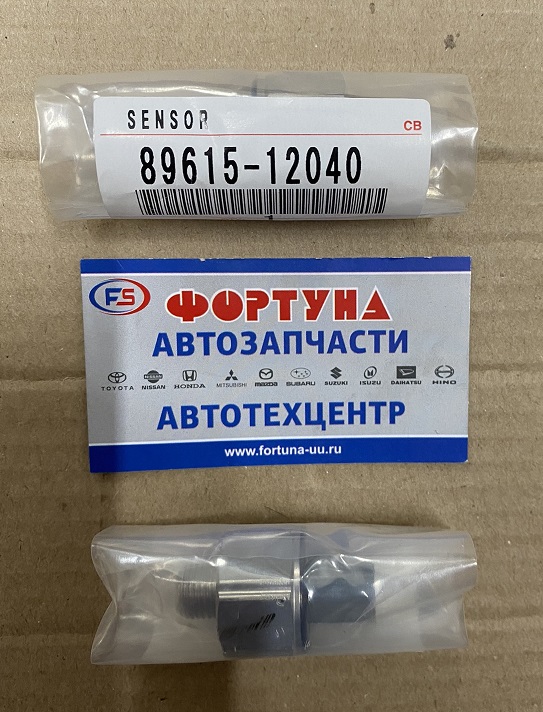 SENSOR
CB
89615-12040
FS ФОРТУНА
АВТОЗАПЧАСТИ
TOYOTA NISSAN HONDA MITSUBISHI mazda SUBARU SUZUKI ISUZU DAIHATSU HINO
АВТОТЕХЦЕНТР
www.fortuna-uu.ru